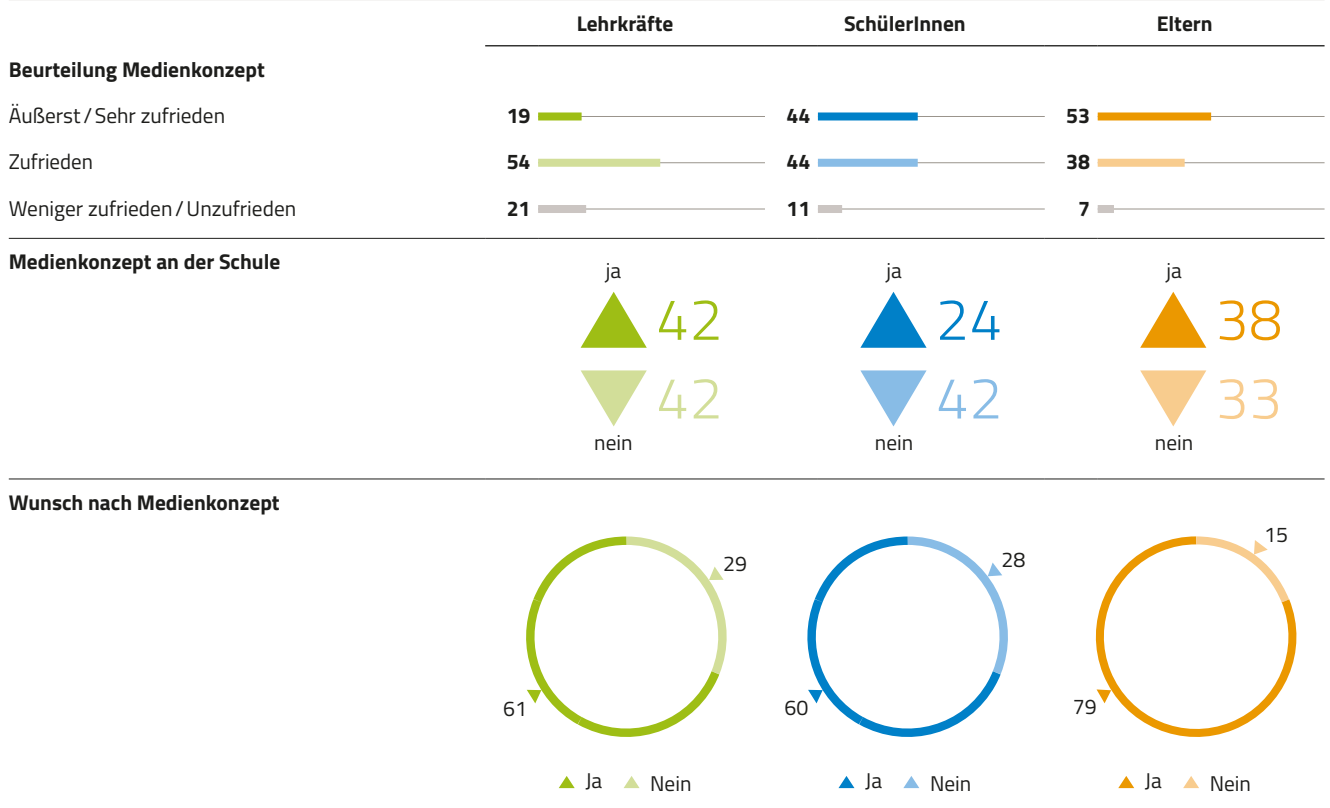 Lehrkräfte SchülerInnen Eltern
Beurteilung Medienkonzept
Äußerst / Sehr zufrieden 19 44 53
Zufrieden 54 44 38
Weniger zufrieden / Unzufrieden 21 11 7
Medienkonzept an der Schule
ja ja ja
42 24 38
42 42 33
nein nein nein
Wunsch nach Medienkonzept
29 28 15
61 60 79
Ja Nein Ja Nein Ja Nein